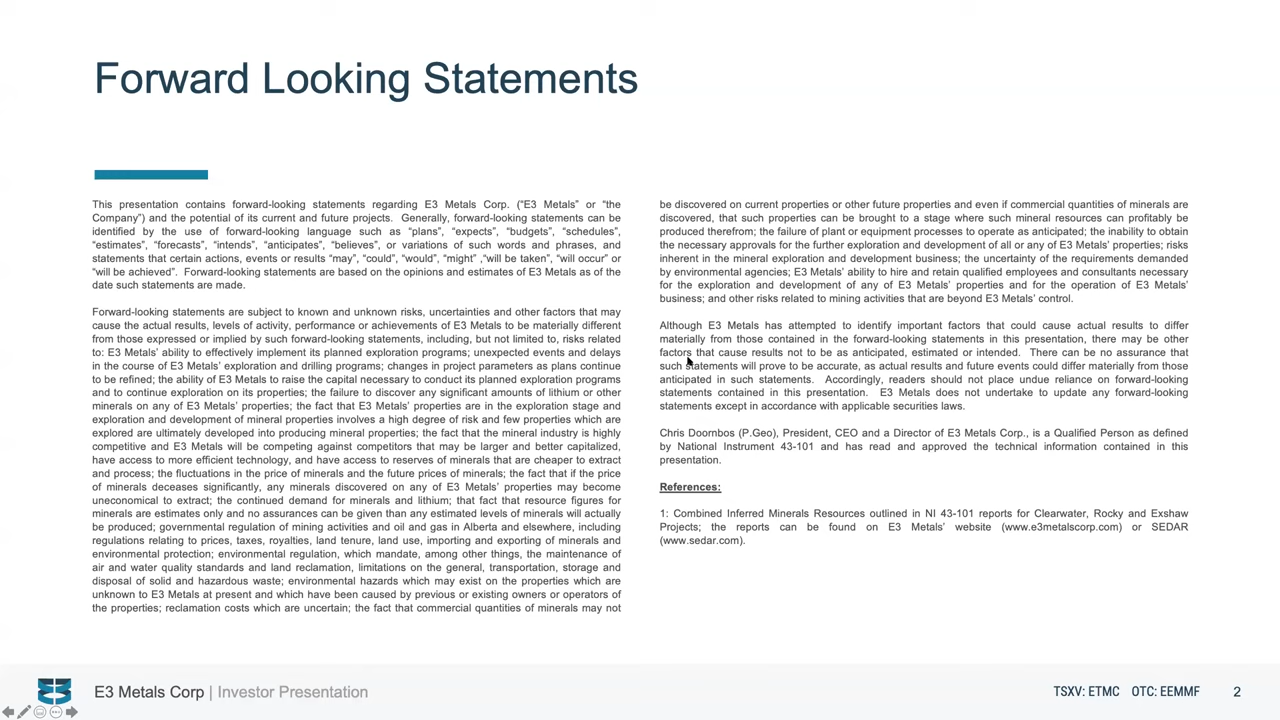 Forward Looking Statements
This presentation contains forward-looking statements regarding E3 Metals Corp. (“E3 Metals” or “the
Company”) and the potential of its current and future projects.  Generally, forward-looking statements can be
identified by the use of forward-looking language such as “plans”, “expects”, “budgets”, “schedules”,
“estimates”, “forecasts”, “intends”, “anticipates”, “believes”, or variations of such words and phrases, and
statements that certain actions, events or results “may”, “could”, “would”, “might” ,“will be taken”, “will occur” or
“will be achieved”.  Forward-looking statements are based on the opinions and estimates of E3 Metals as of the
date such statements are made.
Forward-looking statements are subject to known and unknown risks, uncertainties and other factors that may
cause the actual results, levels of activity, performance or achievements of E3 Metals to be materially different
from those expressed or implied by such forward-looking statements, including, but not limited to, risks related
to: E3 Metals’ ability to effectively implement its planned exploration programs; unexpected events and delays
in the course of E3 Metals’ exploration and drilling programs; changes in project parameters as plans continue
to be refined; the ability of E3 Metals to raise the capital necessary to conduct its planned exploration programs
and to continue exploration on its properties; the failure to discover any significant amounts of lithium or other
minerals on any of E3 Metals’ properties; the fact that E3 Metals’ properties are in the exploration stage and
exploration and development of mineral properties involves a high degree of risk and few properties which are
explored are ultimately developed into producing mineral properties; the fact that the mineral industry is highly
competitive and E3 Metals will be competing against competitors that may be larger and better capitalized,
have access to more efficient technology, and have access to reserves of minerals that are cheaper to extract
and process; the fluctuations in the price of minerals and the future prices of minerals; the fact that if the price
of minerals deceases significantly, any minerals discovered on any of E3 Metals’ properties may become
uneconomical to extract; the continued demand for minerals and lithium; that fact that resource figures for
minerals are estimates only and no assurances can be given than any estimated levels of minerals will actually
be produced; governmental regulation of mining activities and oil and gas in Alberta and elsewhere, including
regulations relating to prices, taxes, royalties, land tenure, land use, importing and exporting of minerals and
environmental protection; environmental regulation, which mandate, among other things, the maintenance of
air and water quality standards and land reclamation, limitations on the general, transportation, storage and
disposal of solid and hazardous waste; environmental hazards which may exist on the properties which are
unknown to E3 Metals at present and which have been caused by previous or existing owners or operators of
the properties; reclamation costs which are uncertain; the fact that commercial quantities of minerals may not
be discovered on current properties or other future properties and even if commercial quantities of minerals are
discovered, that such properties can be brought to a stage where such mineral resources can profitably be
produced therefrom; the failure of plant or equipment processes to operate as anticipated; the inability to obtain
the necessary approvals for the further exploration and development of all or any of E3 Metals’ properties; risks
inherent in the mineral exploration and development business; the uncertainty of the requirements demanded
by environmental agencies; E3 Metals’ ability to hire and retain qualified employees and consultants necessary
for the exploration and development of any of E3 Metals’ properties and for the operation of E3 Metals’
business; and other risks related to mining activities that are beyond E3 Metals’ control.
Although E3 Metals has attempted to identify important factors that could cause actual results to differ
materially from those contained in the forward-looking statements in this presentation, there may be other
factors that cause results not to be as anticipated, estimated or intended.  There can be no assurance that
such statements will prove to be accurate, as actual results and future events could differ materially from those
anticipated in such statements.  Accordingly, readers should not place undue reliance on forward-looking
statements contained in this presentation.  E3 Metals does not undertake to update any forward-looking
statements except in accordance with applicable securities laws.
Chris Doornbos (P.Geo), President, CEO and a Director of E3 Metals Corp., is a Qualified Person as defined
by National Instrument 43-101 and has read and approved the technical information contained in this
presentation.
References:
1: Combined Inferred Minerals Resources outlined in NI 43-101 reports for Clearwater, Rocky and Exshaw
Projects; the reports can be found on E3 Metals’ website (www.e3metalscorp.com) or SEDAR
(www.sedar.com).
E3 Metals Corp | Investor Presentation
TSXV: ETMC OTC: EEMMF 2